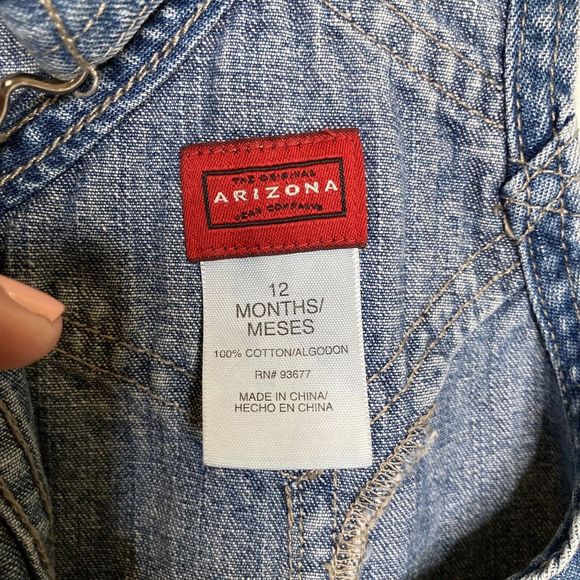 THE ORIGINAL
ARIZONA
JEAN COMPANY
12
MONTHS/
MESES
100% COTTON/ALGODON
RN# 93677
MADE IN CHINA/
HECHO EN CHINA